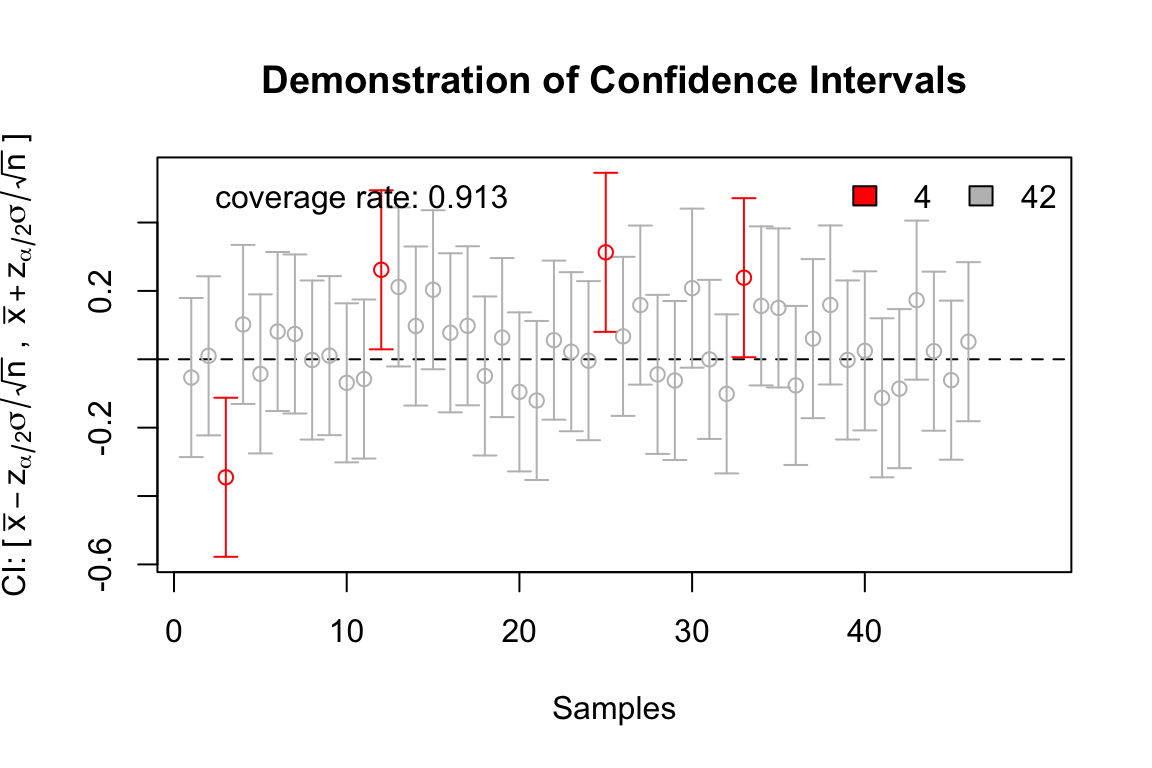 Demonstration of Confidence Intervals
CI: [ x̅ − z_{α/2}σ/√n , x̅ + z_{α/2}σ/√n ]
coverage rate: 0.913
4
42
0.2
-0.2
-0.6
0 10 20 30 40
Samples